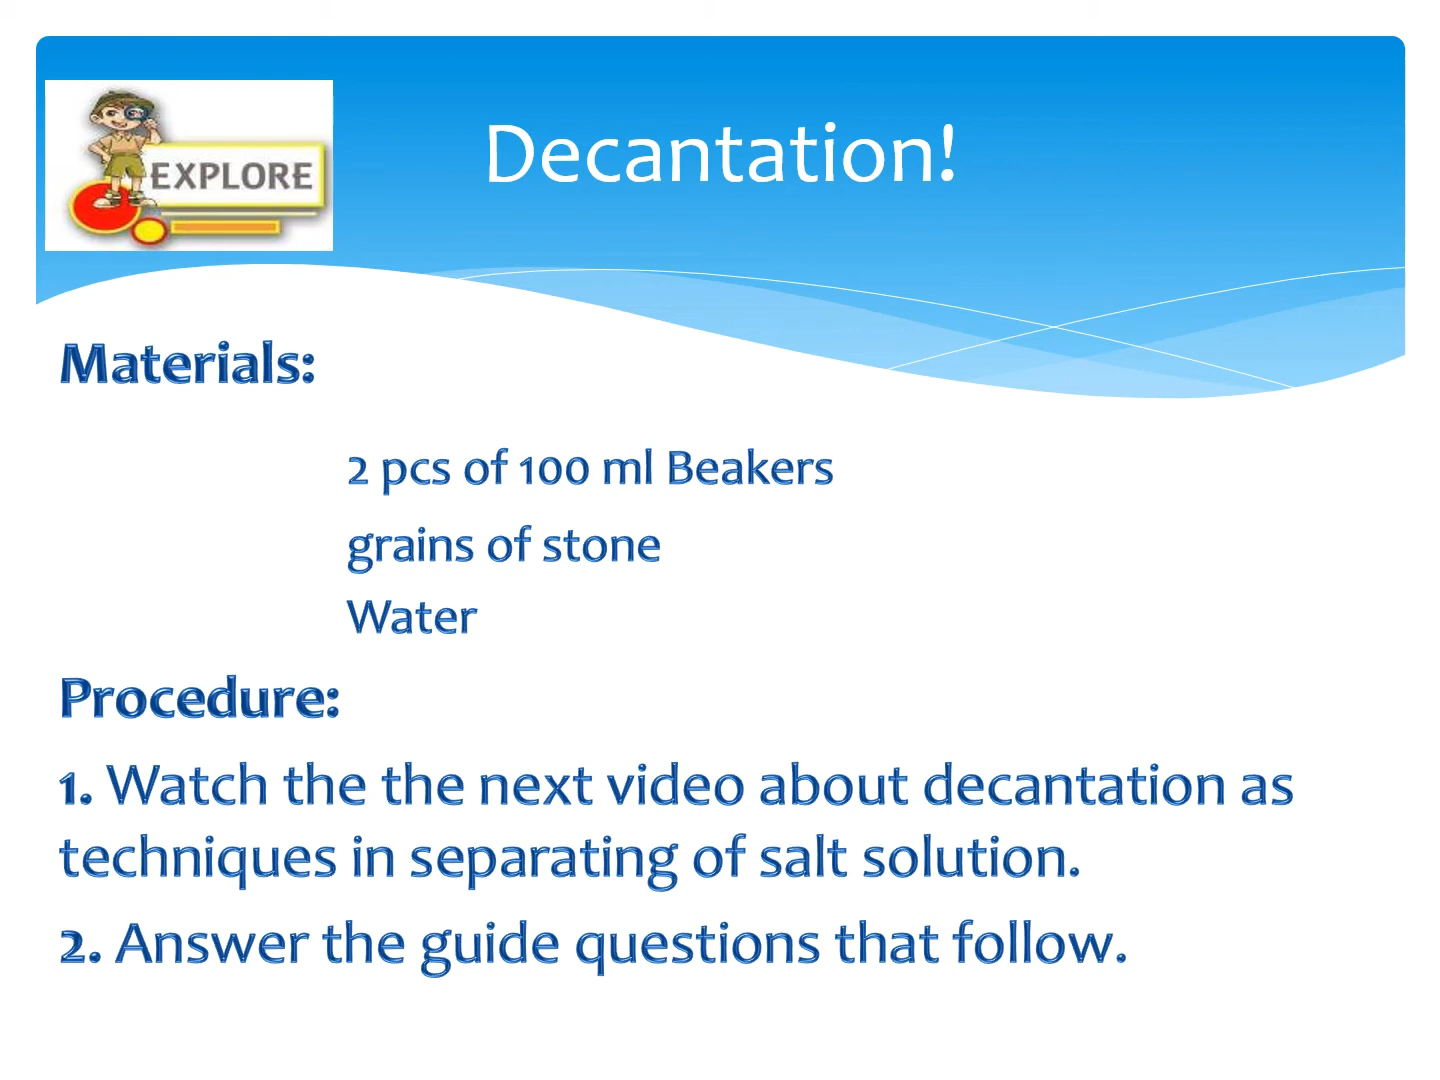 EXPLORE
Decantation!
Materials:
2 pcs of 100 ml Beakers
grains of stone
Water
Procedure:
1. Watch the the next video about decantation as
techniques in separating of salt solution.
2. Answer the guide questions that follow.